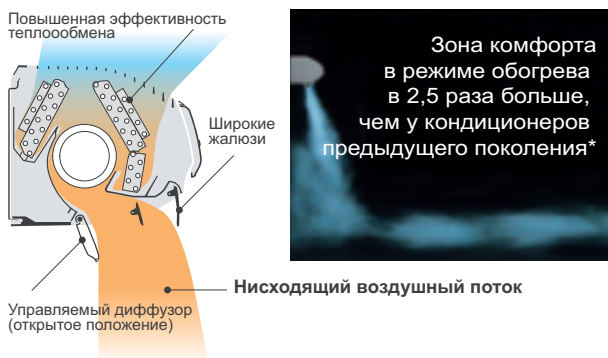 Повышенная эффективность
теплоообмена
Широкие
жалюзи
Нисходящий воздушный поток
Управляемый диффузор
(открытое положение)
Зона комфорта
в режиме обогрева
в 2,5 раза больше,
чем у кондиционеров
предыдущего поколения*